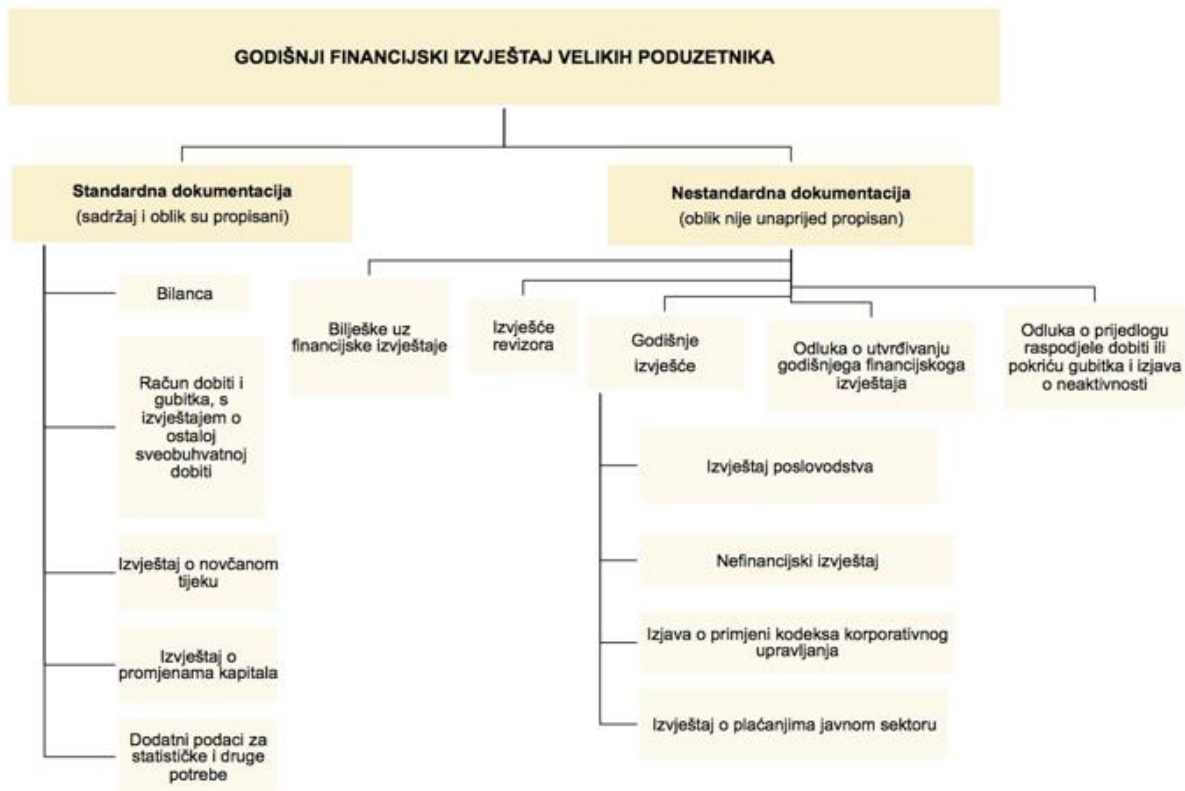 GODIŠNJI FINANCIJSKI IZVJEŠTAJ VELIKIH PODUZETNIKA
Standardna dokumentacija
(sadržaj i oblik su propisani)
Nestandardna dokumentacija
(oblik nije unaprijed propisan)
Bilanca
Račun dobiti i
gubitka, s
izvještajem o
ostaloj
sveobuhvatnoj
dobiti
Izvještaj o novčanom
tijeku
Izvještaj o
promjenama kapitala
Dodatni podaci za
statističke i druge
potrebe
Bilješke uz
financijske izvještaje
Izvješće
revizora
Godišnje
izvješće
Odluka o utvrđivanju
godišnjega financijskoga
izvještaja
Odluka o prijedlogu
raspodjele dobiti ili
pokriću gubitka i izjava
o neaktivnosti
Izvještaj poslovodstva
Nefinancijski izvještaj
Izjava o primjeni kodeksa korporativnog
upravljanja
Izvještaj o plaćanjima javnom sektoru